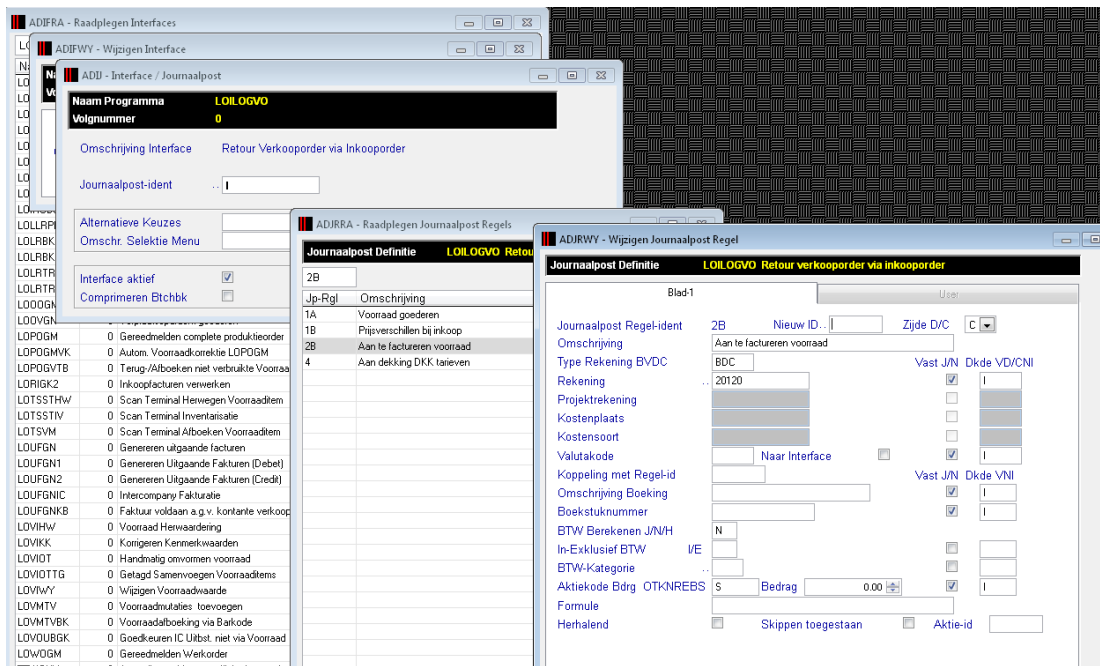 ADIFRA - Raadplegen Interfaces
ADIFWY - Wijzigen Interface
ADIJ - Interface / Journaalpost
Naam Programma LOILOGVO
Volgnummer 0
Omschrijving Interface Retour Verkooporder via Inkooporder
Journaalpost-ident ..
Alternatieve Keuzes
Omschr. Selektie Menu
Interface aktief
Comprimeren Btchbk
LOPOGM 0 Gereedmelden complete produktieorder
LOPOGMVK 0 Autom. Voorraadkorrektie LOPOGM
LOPOGVTB 0 Terug-/Afboeken niet verbruikte Voorraa
LORIGK2 0 Inkoopfacturen verwerken
LOTSSTHW 0 Scan Terminal Herwegen Voorraaditem
LOTSSTIV 0 Scan Terminal Inventarisatie
LOTSVM 0 Scan Terminal Afboeken Voorraaditem
LOUFGN 0 Genereren uitgaande facturen
LOUFGN1 0 Genereren Uitgaande Fakturen (Debet)
LOUFGN2 0 Genereren Uitgaande Fakturen (Credit)
LOUFGNIC 0 Intercompany Fakturatie
LOUFGNKB 0 Faktuur voldaan a.g.v. kontante verkoop
LOVIHW 0 Voorraad Herwaardering
LOVIKK 0 Korrigeren Kenmerkwaarden
LOVIOT 0 Handmatig omvormen voorraad
LOVIOTTG 0 Getagd Samenvoegen Voorraaditems
LOVIWY 0 Wijzigen Voorraadwaarde
LOVMTV 0 Voorraadmutaties toevoegen
LOVMTVBK 0 Voorraadafboeking via Barkode
LOVOUBGK 0 Goedkeuren IC Uitbst. niet via Voorraad
LOWOGM 0 Gereedmelden Werkorder
ADJRRA - Raadplegen Journaalpost Regels
Journaalpost Definitie LOILOGVO Retou
2B
Jp-Rgl Omschrijving
1A Voorraad goederen
1B Prijsverschillen bij inkoop
2B Aan te factureren voorraad
4 Aan dekking DKK tarieven
ADJRWY - Wijzigen Journaalpost Regel
Journaalpost Definitie LOILOGVO Retour verkooporder via inkooporder
Blad-1 User
Journaalpost Regel-ident 2B Nieuw ID.. Zijde D/C C
Omschrijving Aan te factureren voorraad
Type Rekening BVDC BDC Vast J/N Dkde VD/CNI
Rekening .. 20120 I
Projektrekening
Kostenplaats
Kostensoort
Valutakode Naar Interface I
Koppeling met Regel-id Vast J/N Dkde VNI
Omschrijving Boeking I
Boekstuknummer I
BTW Berekenen J/N/H N
In-Exklusief BTW I/E
BTW-Kategorie ..
Aktiekode Bdrg OTKNREBS S Bedrag 0.00 I
Formule
Herhalend Skippen toegestaan Aktie-id